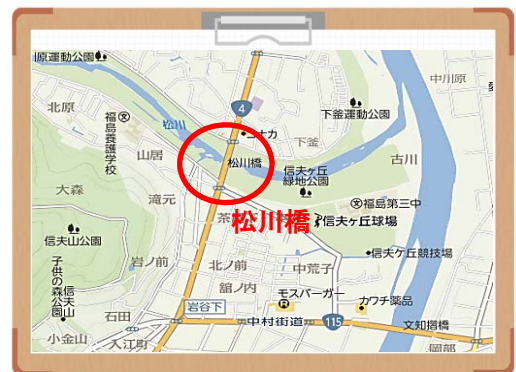 原運動公園
中川原
4
北原
松川
コナカ
下釜運動公園
福島養護学校
下釜
山居
松川橋
信夫ヶ丘
緑地公園
古川
大森
滝元
福島第三中
松川橋
信夫ヶ丘球場
信夫山公園
子供の森公園
信夫山
岩ノ前
北ノ前
中荒子
信夫ケ丘競技場
舘ノ内
モスバーガー
カワチ薬品
石田
岩谷下
中村街道
115
文知摺橋
小金山
入江町
岡部